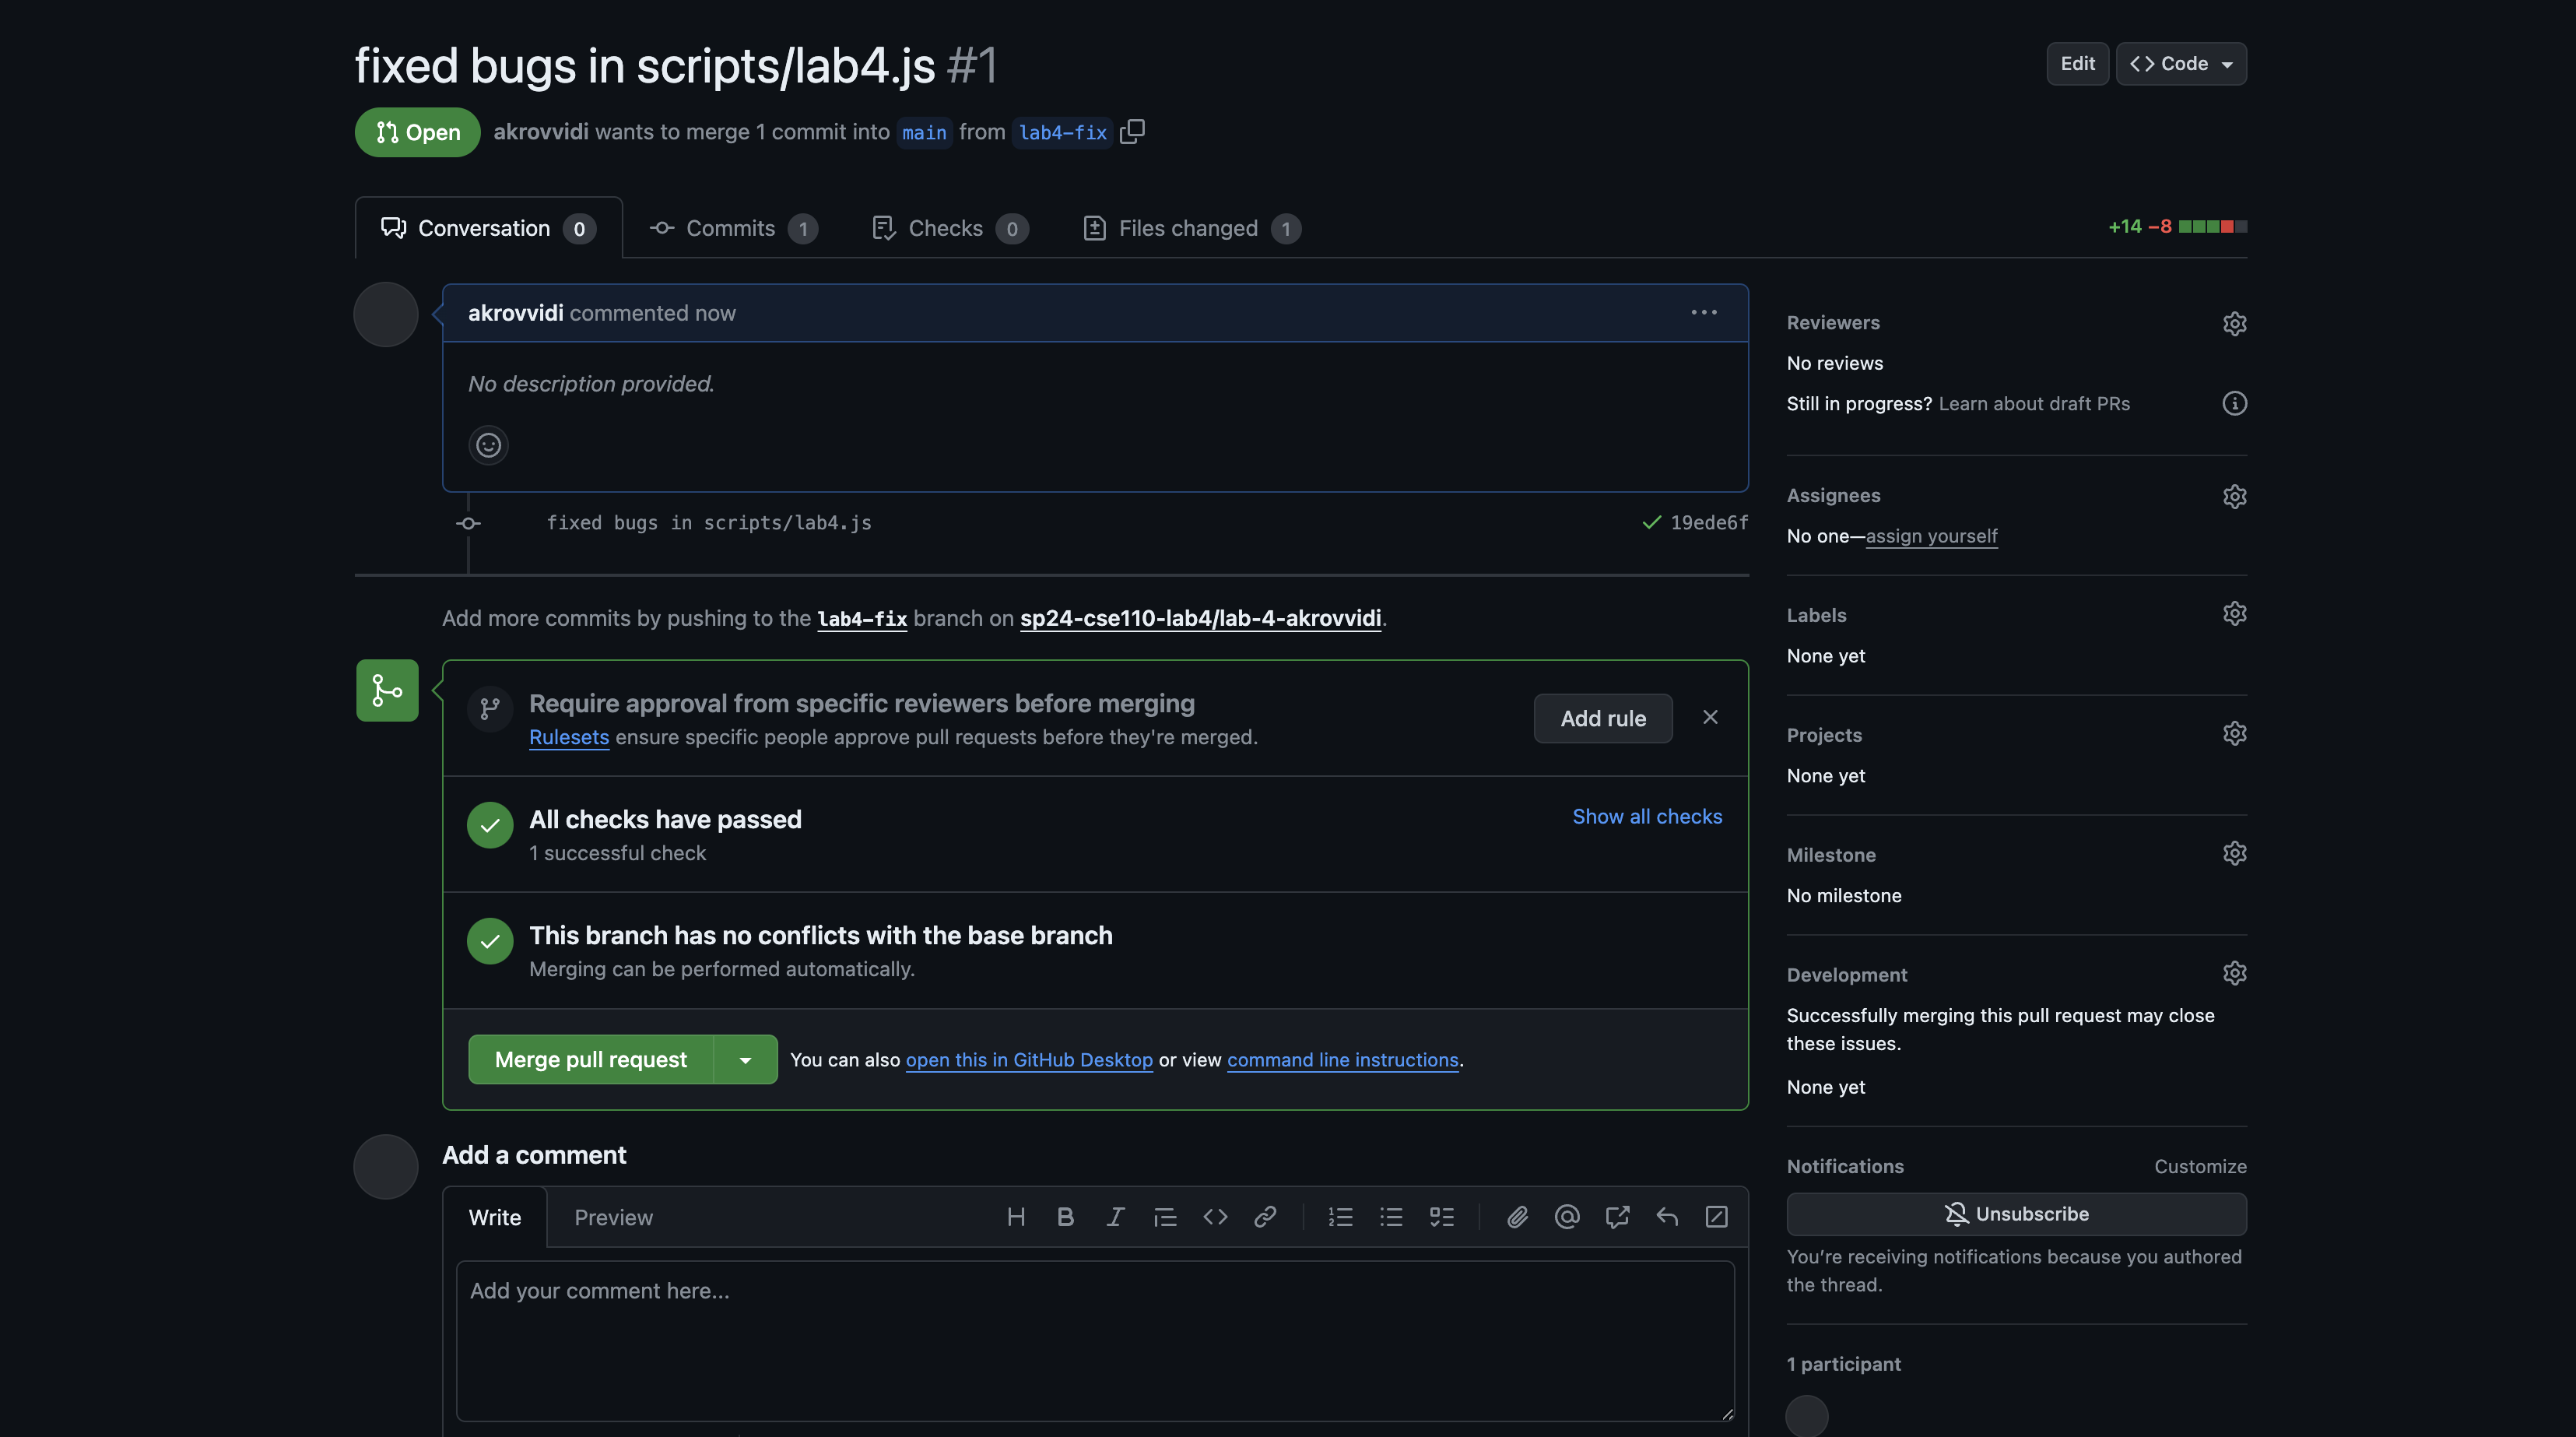 fixed bugs in scripts/lab4.js #1
Edit
<> Code
Open
akrovvidi wants to merge 1 commit into main from lab4-fix
Conversation 0
Commits 1
Checks 0
Files changed 1
+14 −8
akrovvidi commented now
No description provided.
fixed bugs in scripts/lab4.js
19ede6f
Add more commits by pushing to the lab4-fix branch on sp24-cse110-lab4/lab-4-akrovvidi.
Require approval from specific reviewers before merging
Rulesets ensure specific people approve pull requests before they're merged.
Add rule
All checks have passed
1 successful check
Show all checks
This branch has no conflicts with the base branch
Merging can be performed automatically.
Merge pull request
You can also open this in GitHub Desktop or view command line instructions.
Add a comment
Write
Preview
Add your comment here...
Reviewers
No reviews
Still in progress? Learn about draft PRs
Assignees
No one—assign yourself
Labels
None yet
Projects
None yet
Milestone
No milestone
Development
Successfully merging this pull request may close
these issues.
None yet
Notifications
Customize
Unsubscribe
You’re receiving notifications because you authored
the thread.
1 participant